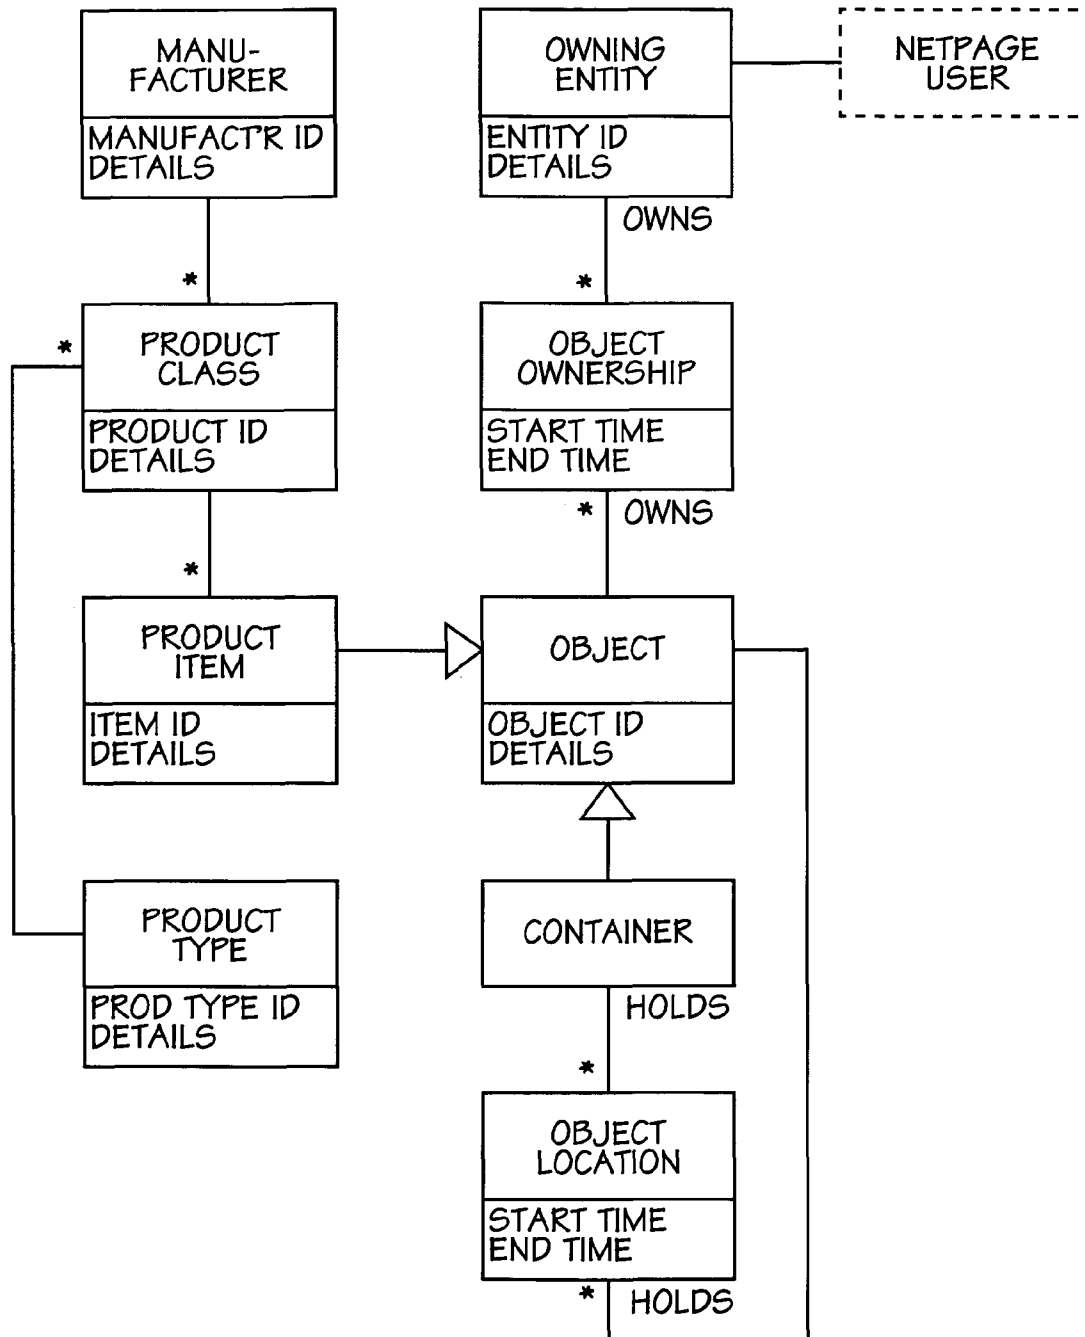 MANU-
FACTURER
MANUFACT'R ID
DETAILS
OWNING
ENTITY
ENTITY ID
DETAILS
NETPAGE
USER
OWNS
*
*
*
PRODUCT
CLASS
PRODUCT ID
DETAILS
OBJECT
OWNERSHIP
START TIME
END TIME
* OWNS
*
PRODUCT
ITEM
ITEM ID
DETAILS
OBJECT
OBJECT ID
DETAILS
PRODUCT
TYPE
PROD TYPE ID
DETAILS
CONTAINER
HOLDS
*
OBJECT
LOCATION
START TIME
END TIME
* HOLDS